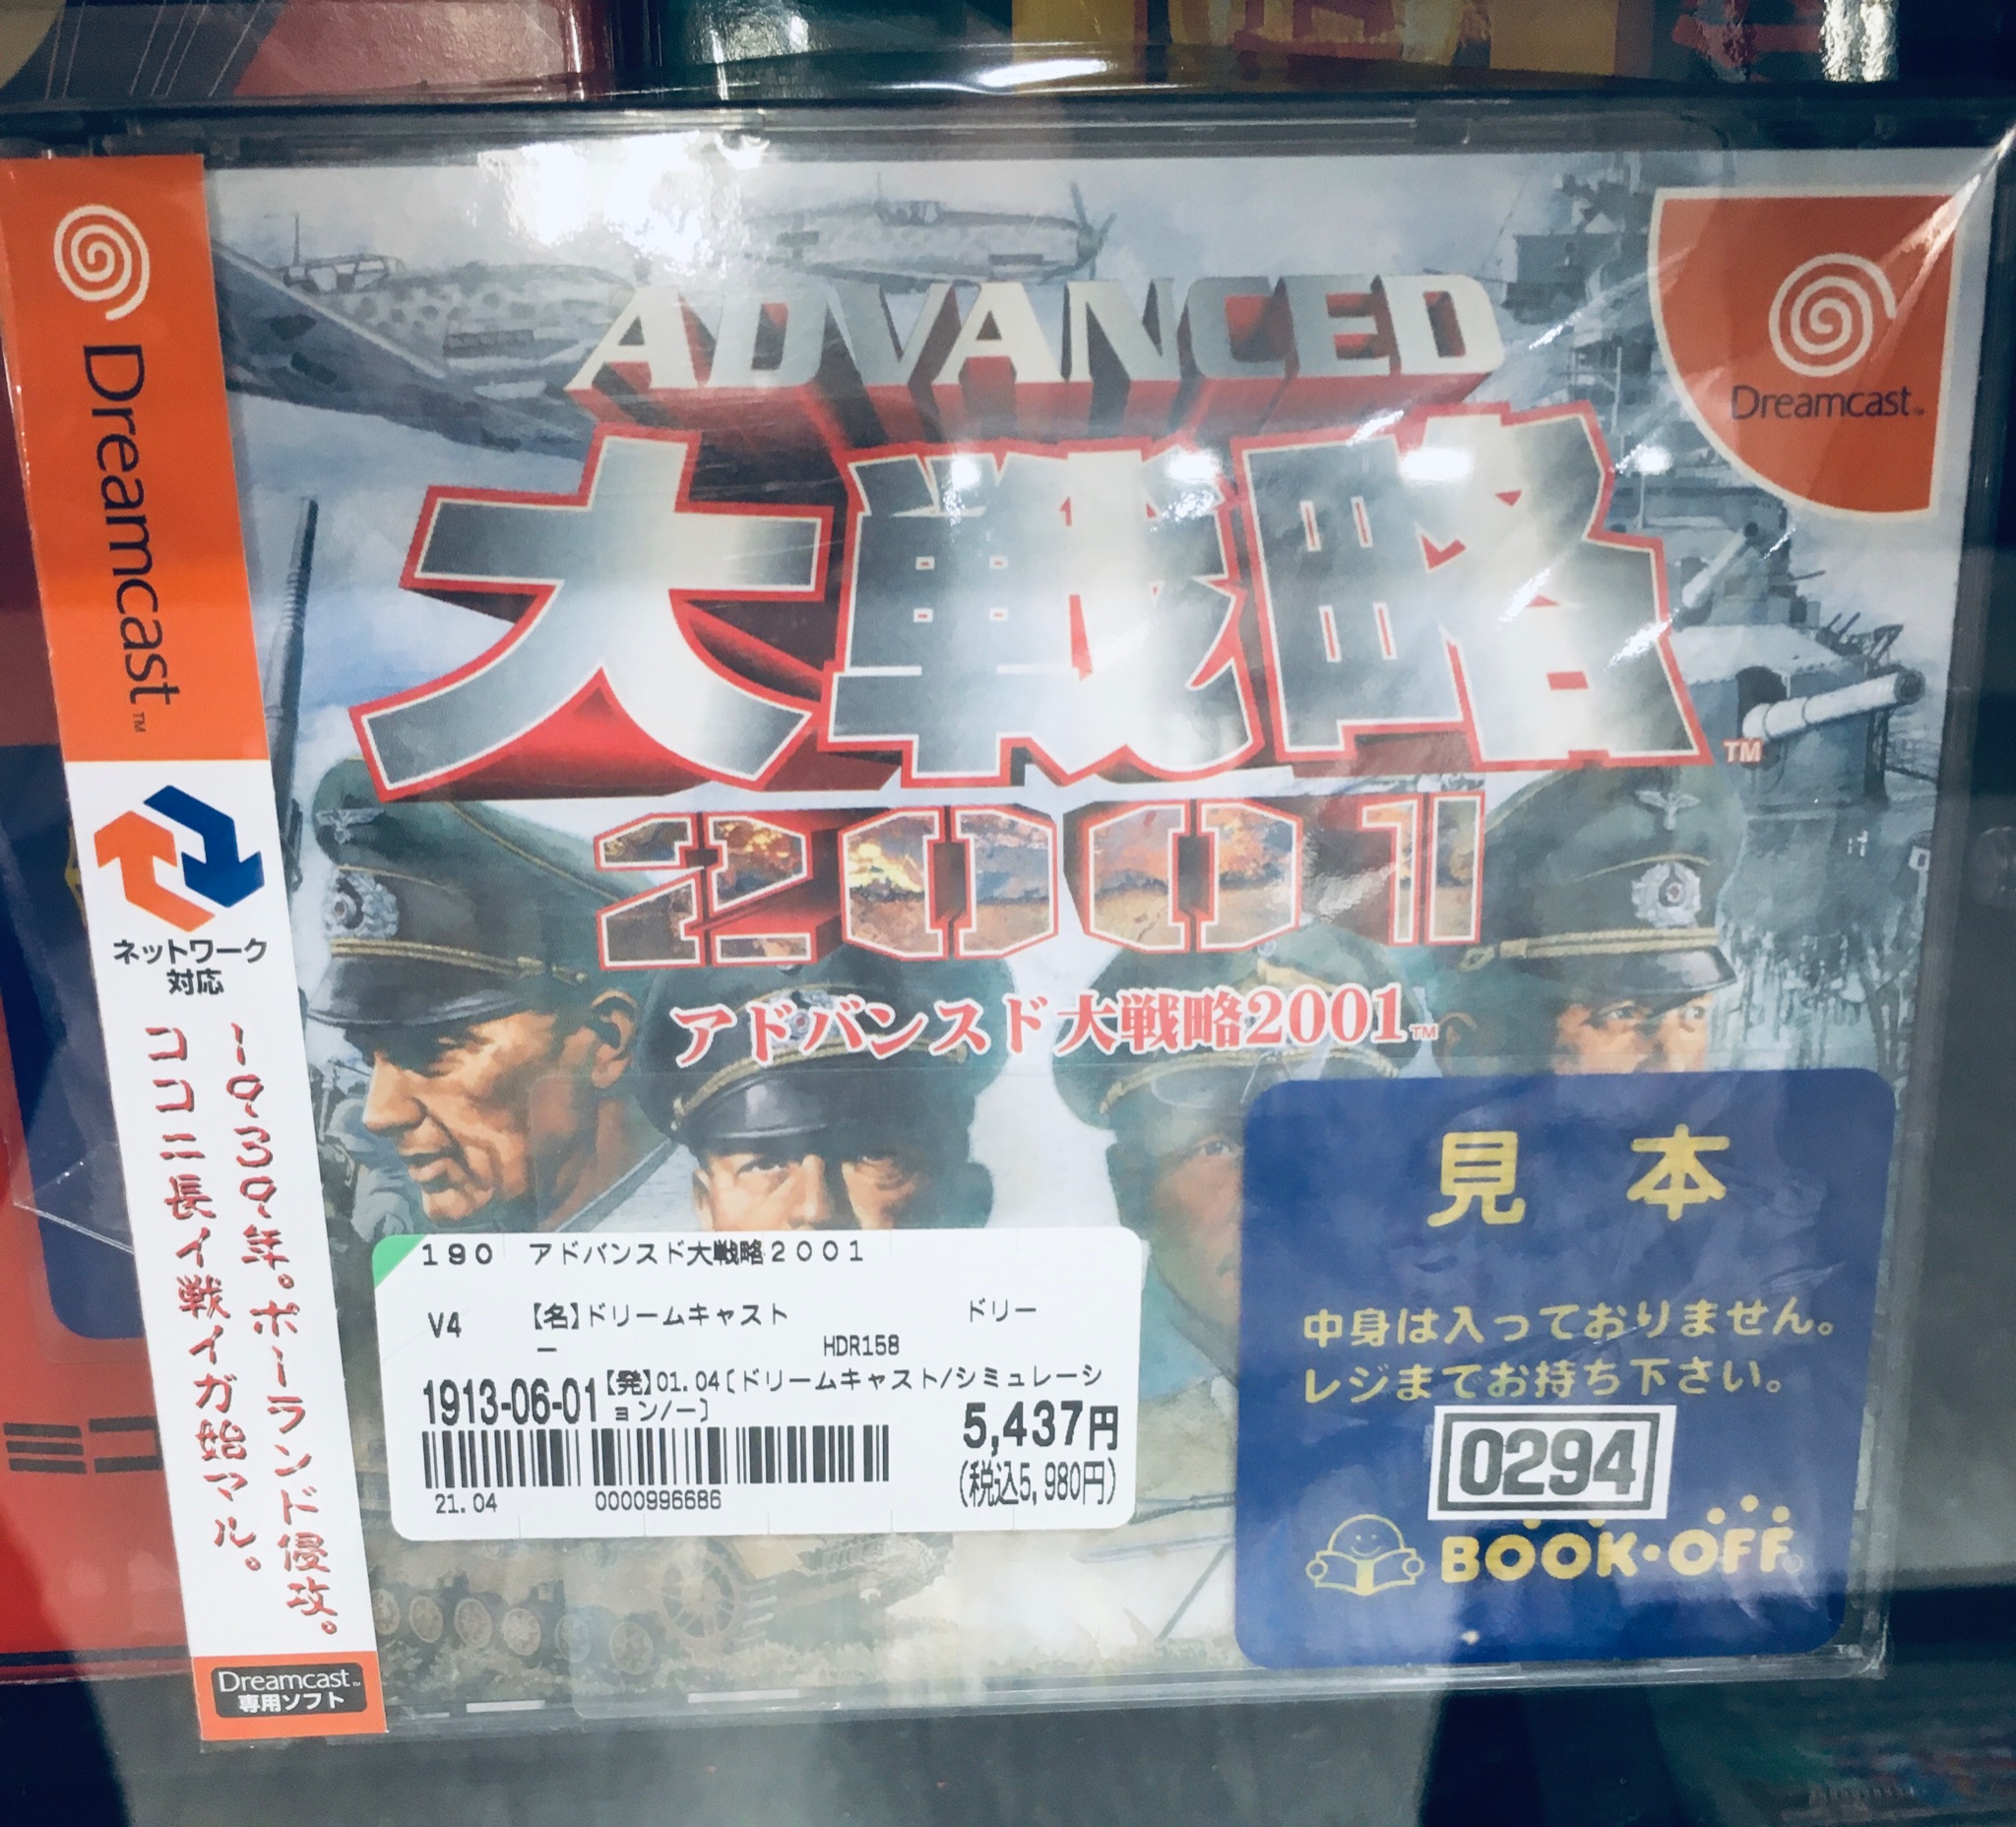 Dreamcast™
ネットワーク
対応
1939年。ポーランド侵攻。
ココニ長イ戦イガ始マル。
Dreamcast™
専用ソフト
ADVANCED
大戦略™
2001
アドバンスド大戦略2001™
Dreamcast™
190 アドバンスド大戦略2001
V4 【名】ドリームキャスト ドリー
ー HDR158
1913-06-01 【発】01.04〔ドリームキャスト/シミュレーシ
ョン/ー〕
5,437円
(税込5,980円)
21.04 0000996686
見本
中身は入っておりません。
レジまでお持ち下さい。
0294
BOOK・OFF